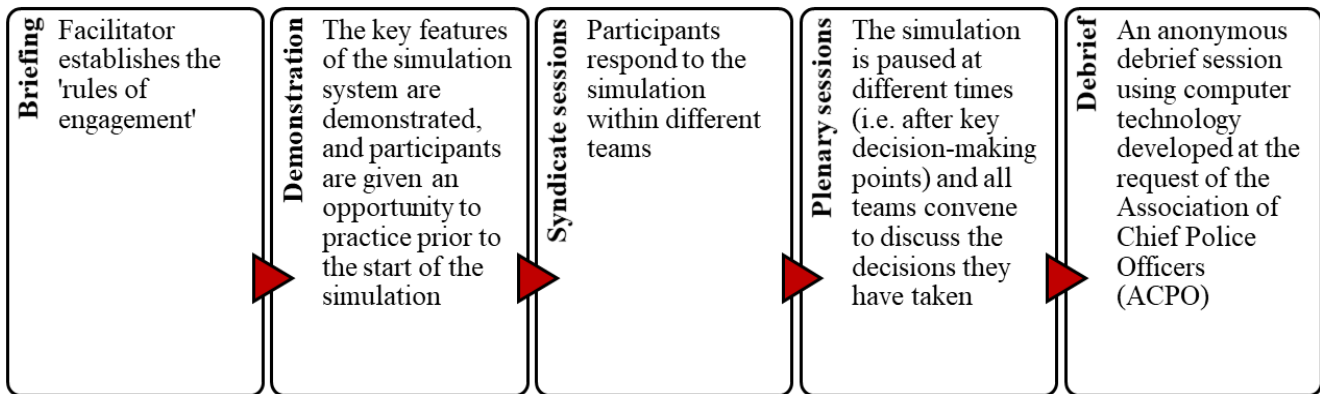 Briefing
Facilitator
establishes the
'rules of
engagement'
Demonstration
The key features
of the simulation
system are
demonstrated,
and participants
are given an
opportunity to
practice prior to
the start of the
simulation
Syndicate sessions
Participants
respond to the
simulation
within different
teams
Plenary sessions
The simulation
is paused at
different times
(i.e. after key
decision-making
points) and all
teams convene
to discuss the
decisions they
have taken
Debrief
An anonymous
debrief session
using computer
technology
developed at the
request of the
Association of
Chief Police
Officers
(ACPO)